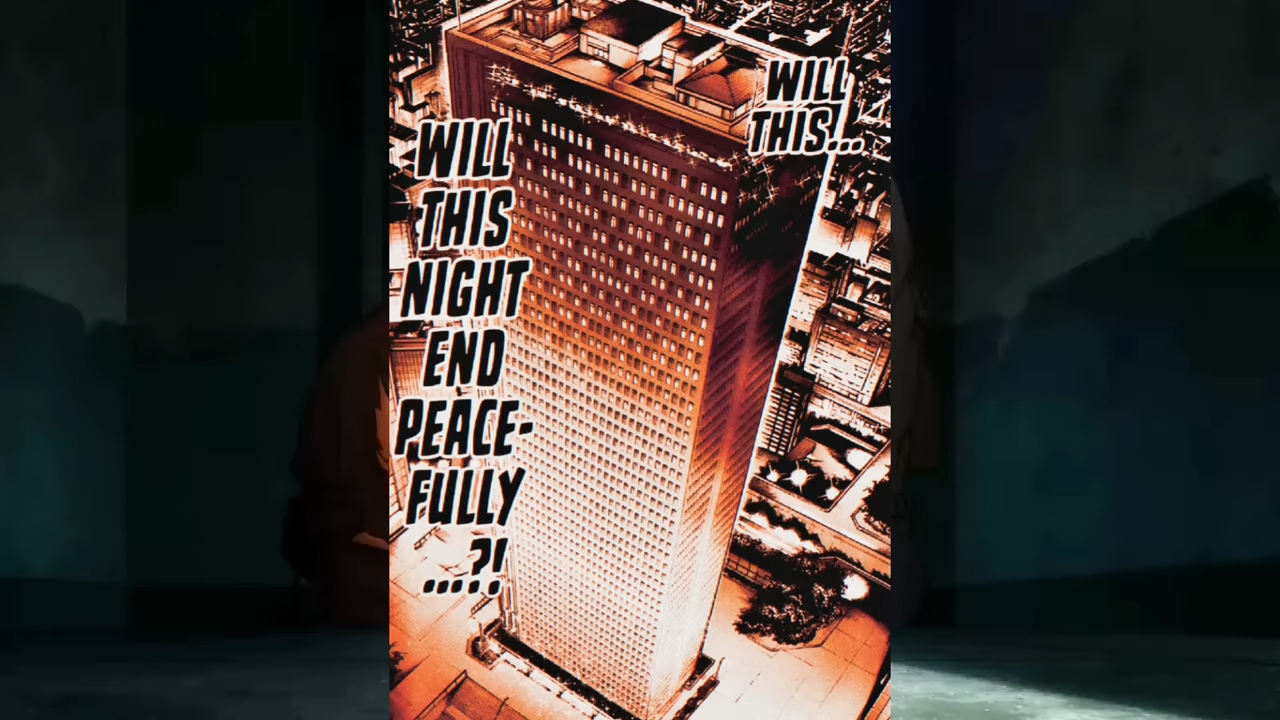 WILL
THIS...
WILL
THIS
NIGHT
END
PEACE-
FULLY
...?!